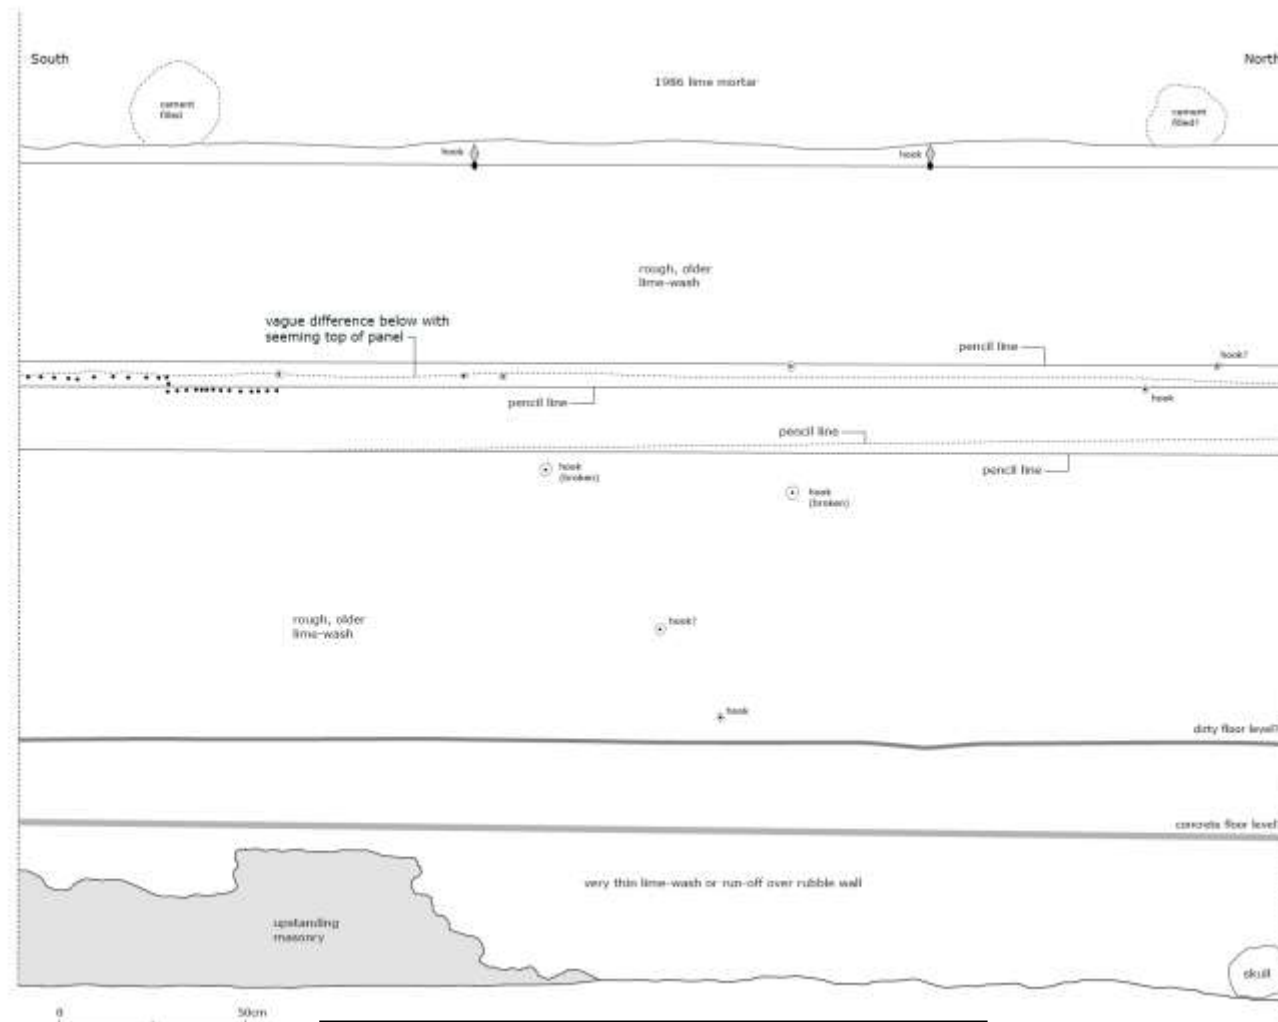 South
North
1986 lime mortar
cement
filled
cement
filled?
hook
hook
rough, older
lime-wash
vague difference below with
seeming top of panel
pencil line
hook?
pencil line
hook
pencil line
pencil line
hook
(broken)
hook
(broken)
rough, older
lime-wash
hook?
hook
dirty floor level?
concrete floor level?
very thin lime-wash or run-off over rubble wall
upstanding
masonry
skull
0
50cm